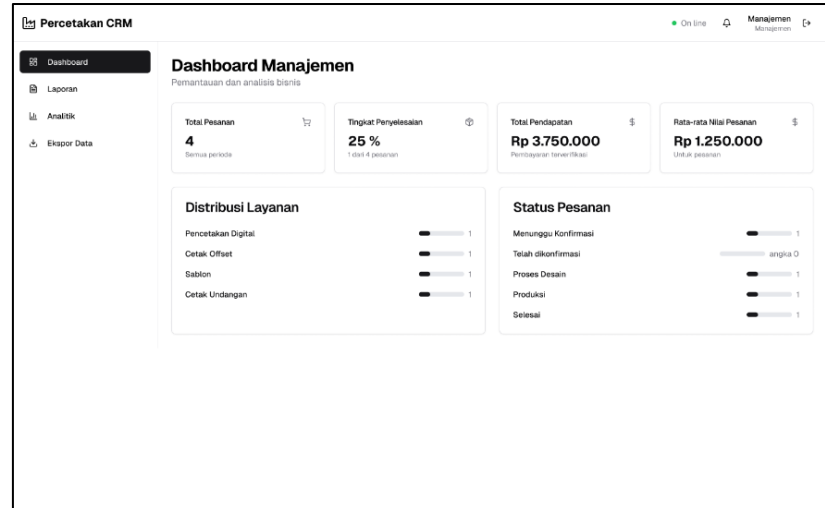 Percetakan CRM
On line
Manajemen
Manajemen
Dashboard
Laporan
Analitik
Ekspor Data
Dashboard Manajemen
Pemantauan dan analisis bisnis
Total Pesanan
4
Semua periode
Tingkat Penyelesaian
25 %
1 dari 4 pesanan
Total Pendapatan
Rp 3.750.000
Pembayaran terverifikasi
Rata-rata Nilai Pesanan
Rp 1.250.000
Untuk pesanan
Distribusi Layanan
Pencetakan Digital 1
Cetak Offset 1
Sablon 1
Cetak Undangan 1
Status Pesanan
Menunggu Konfirmasi 1
Telah dikonfirmasi angka 0
Proses Desain 1
Produksi 1
Selesai 1